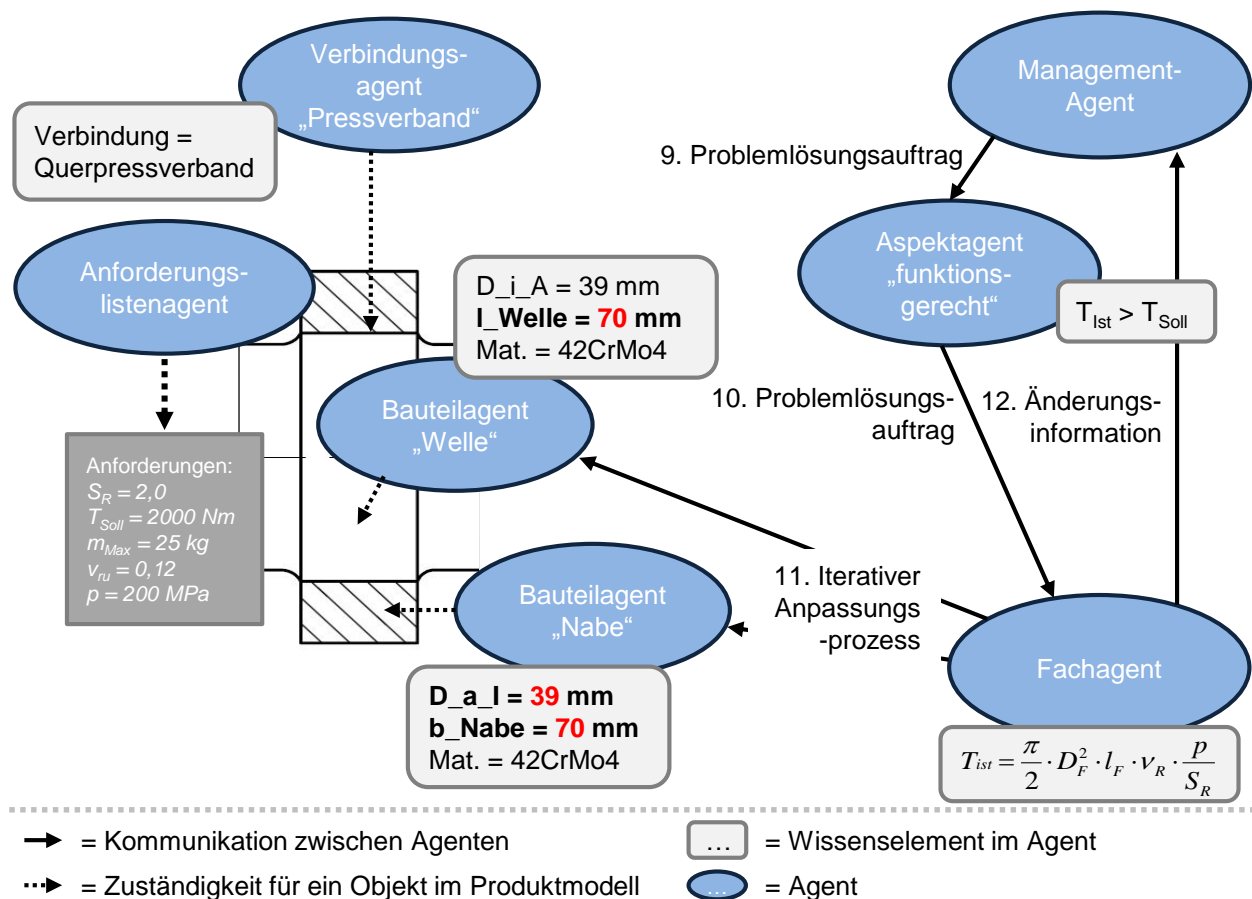 Verbindungs-
agent
„Pressverband“
Management-
Agent
Verbindung =
Querpressverband
9. Problemlösungsauftrag
Anforderungs-
listenagent
Aspektagent
„funktions-
gerecht“
D_i_A = 39 mm
l_Welle = 70 mm
Mat. = 42CrMo4
T_Ist > T_Soll
Bauteilagent
„Welle“
10. Problemlösungs-
auftrag
12. Änderungs-
information
Anforderungen:
S_R = 2,0
T_Soll = 2000 Nm
m_Max = 25 kg
ν_ru = 0,12
p = 200 MPa
Bauteilagent
„Nabe“
11. Iterativer
Anpassungs
-prozess
Fachagent
D_a_I = 39 mm
b_Nabe = 70 mm
Mat. = 42CrMo4
T_ist = π/2 · D_F^2 · l_F · ν_R · p/S_R
= Kommunikation zwischen Agenten
… = Wissenselement im Agent
= Zuständigkeit für ein Objekt im Produktmodell
… = Agent